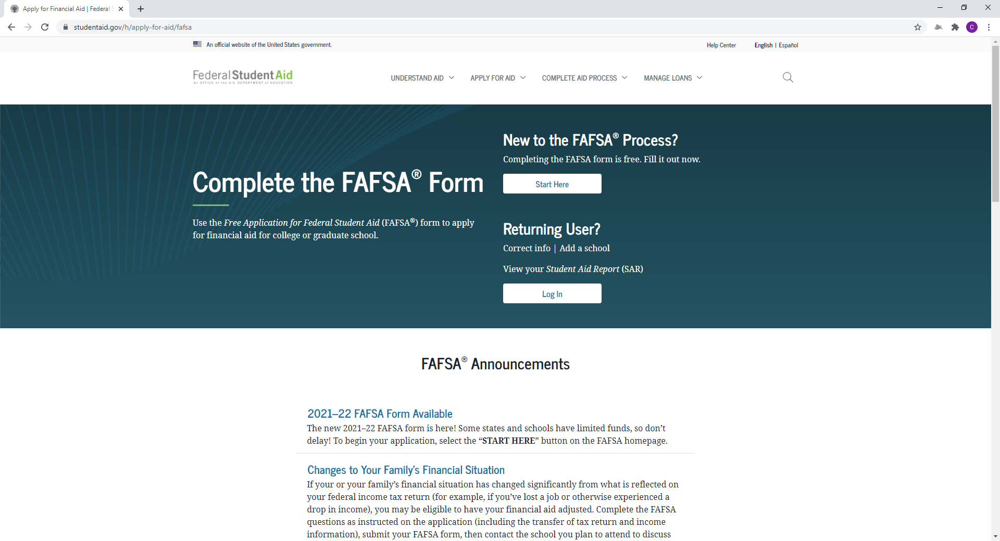 Apply for Financial Aid | Federal S
studentaid.gov/h/apply-for-aid/fafsa
C
An official website of the United States government.
Help Center
English | Español
Federal Student Aid
An OFFICE of the U.S. DEPARTMENT of EDUCATION
UNDERSTAND AID
APPLY FOR AID
COMPLETE AID PROCESS
MANAGE LOANS
Complete the FAFSA® Form
Use the Free Application for Federal Student Aid (FAFSA®) form to apply
for financial aid for college or graduate school.
New to the FAFSA® Process?
Completing the FAFSA form is free. Fill it out now.
Start Here
Returning User?
Correct info | Add a school
View your Student Aid Report (SAR)
Log In
FAFSA® Announcements
2021–22 FAFSA Form Available
The new 2021–22 FAFSA form is here! Some states and schools have limited funds, so don’t
delay! To begin your application, select the “START HERE” button on the FAFSA homepage.
Changes to Your Family’s Financial Situation
If your or your family’s financial situation has changed significantly from what is reflected on
your federal income tax return (for example, if you’ve lost a job or otherwise experienced a
drop in income), you may be eligible to have your financial aid adjusted. Complete the FAFSA
questions as instructed on the application (including the transfer of tax return and income
information), submit your FAFSA form, then contact the school you plan to attend to discuss